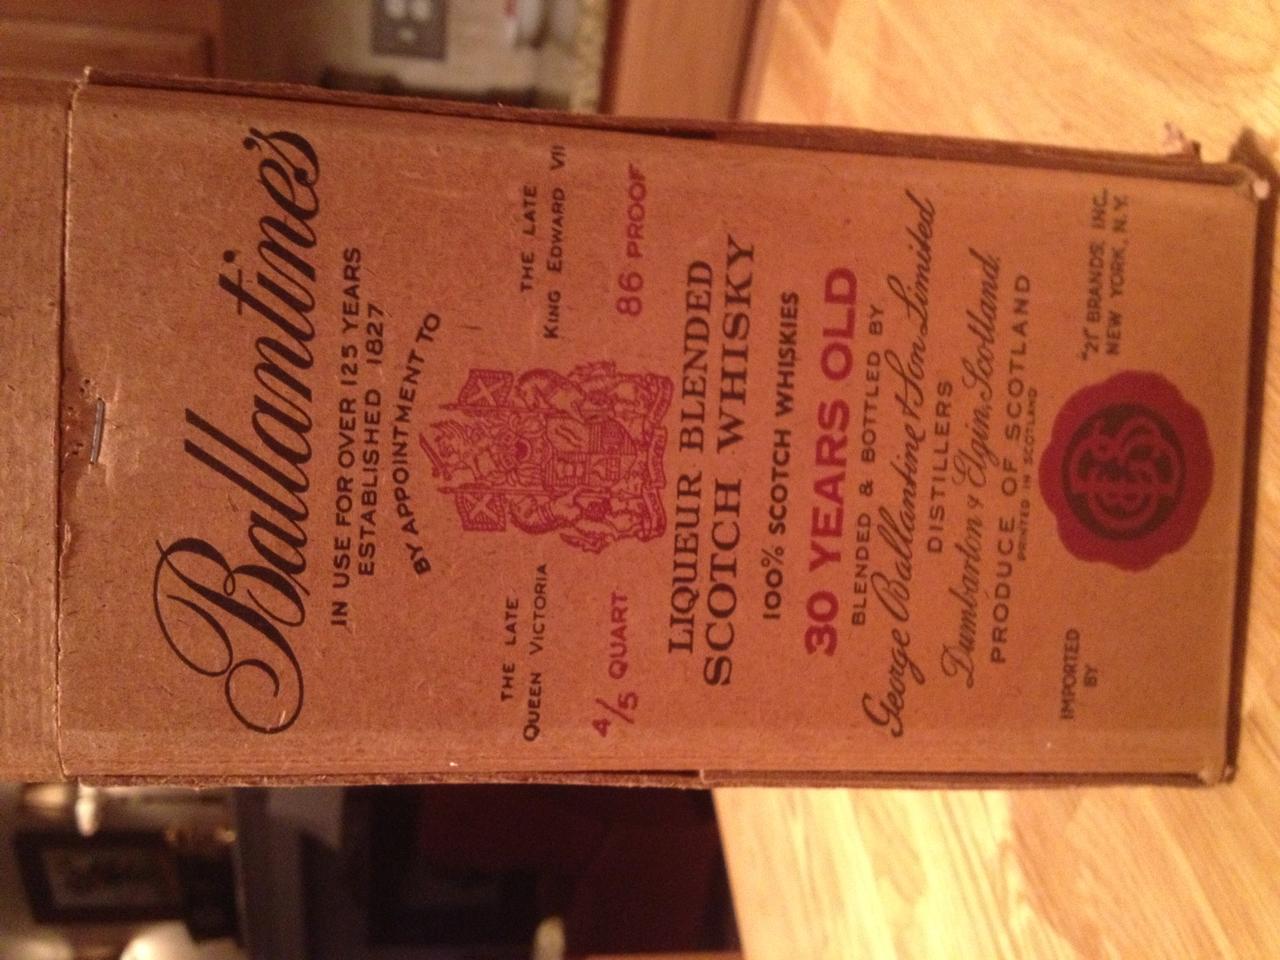 Ballantine's
IN USE FOR OVER 125 YEARS
ESTABLISHED 1827
BY APPOINTMENT TO
THE LATE
QUEEN VICTORIA
THE LATE
KING EDWARD VII
4/5 QUART
86 PROOF
LIQUEUR BLENDED
SCOTCH WHISKY
100% SCOTCH WHISKIES
30 YEARS OLD
BLENDED & BOTTLED BY
George Ballantine & Son Limited
DISTILLERS
Dumbarton & Elgin, Scotland.
PRODUCE OF SCOTLAND
PRINTED IN SCOTLAND
IMPORTED
BY
"21" BRANDS, INC.
NEW YORK, N.Y.